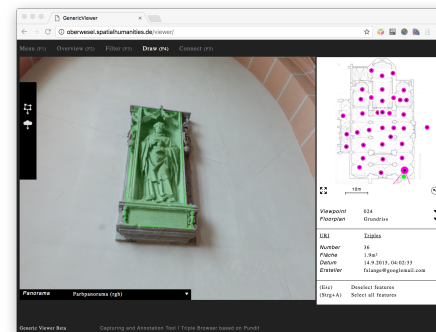 GenericViewer
oberwesel.spatialhumanities.de/viewer/
Menu (F1) Overview (F2) Filter (F3) Draw (F4) Connect (F5)
10m
Viewpoint 024
Floorplan Grundriss
URI Triples
Number 36
Fläche 1.9m²
Datum 14.9.2015, 04:02:33
Ersteller
(Esc) Deselect features
(Strg+A) Select all features
Panorama Farbpanorama (rgb)
Generic Viewer Beta Capturing and Annotation Tool / Triple Browser based on Pundit